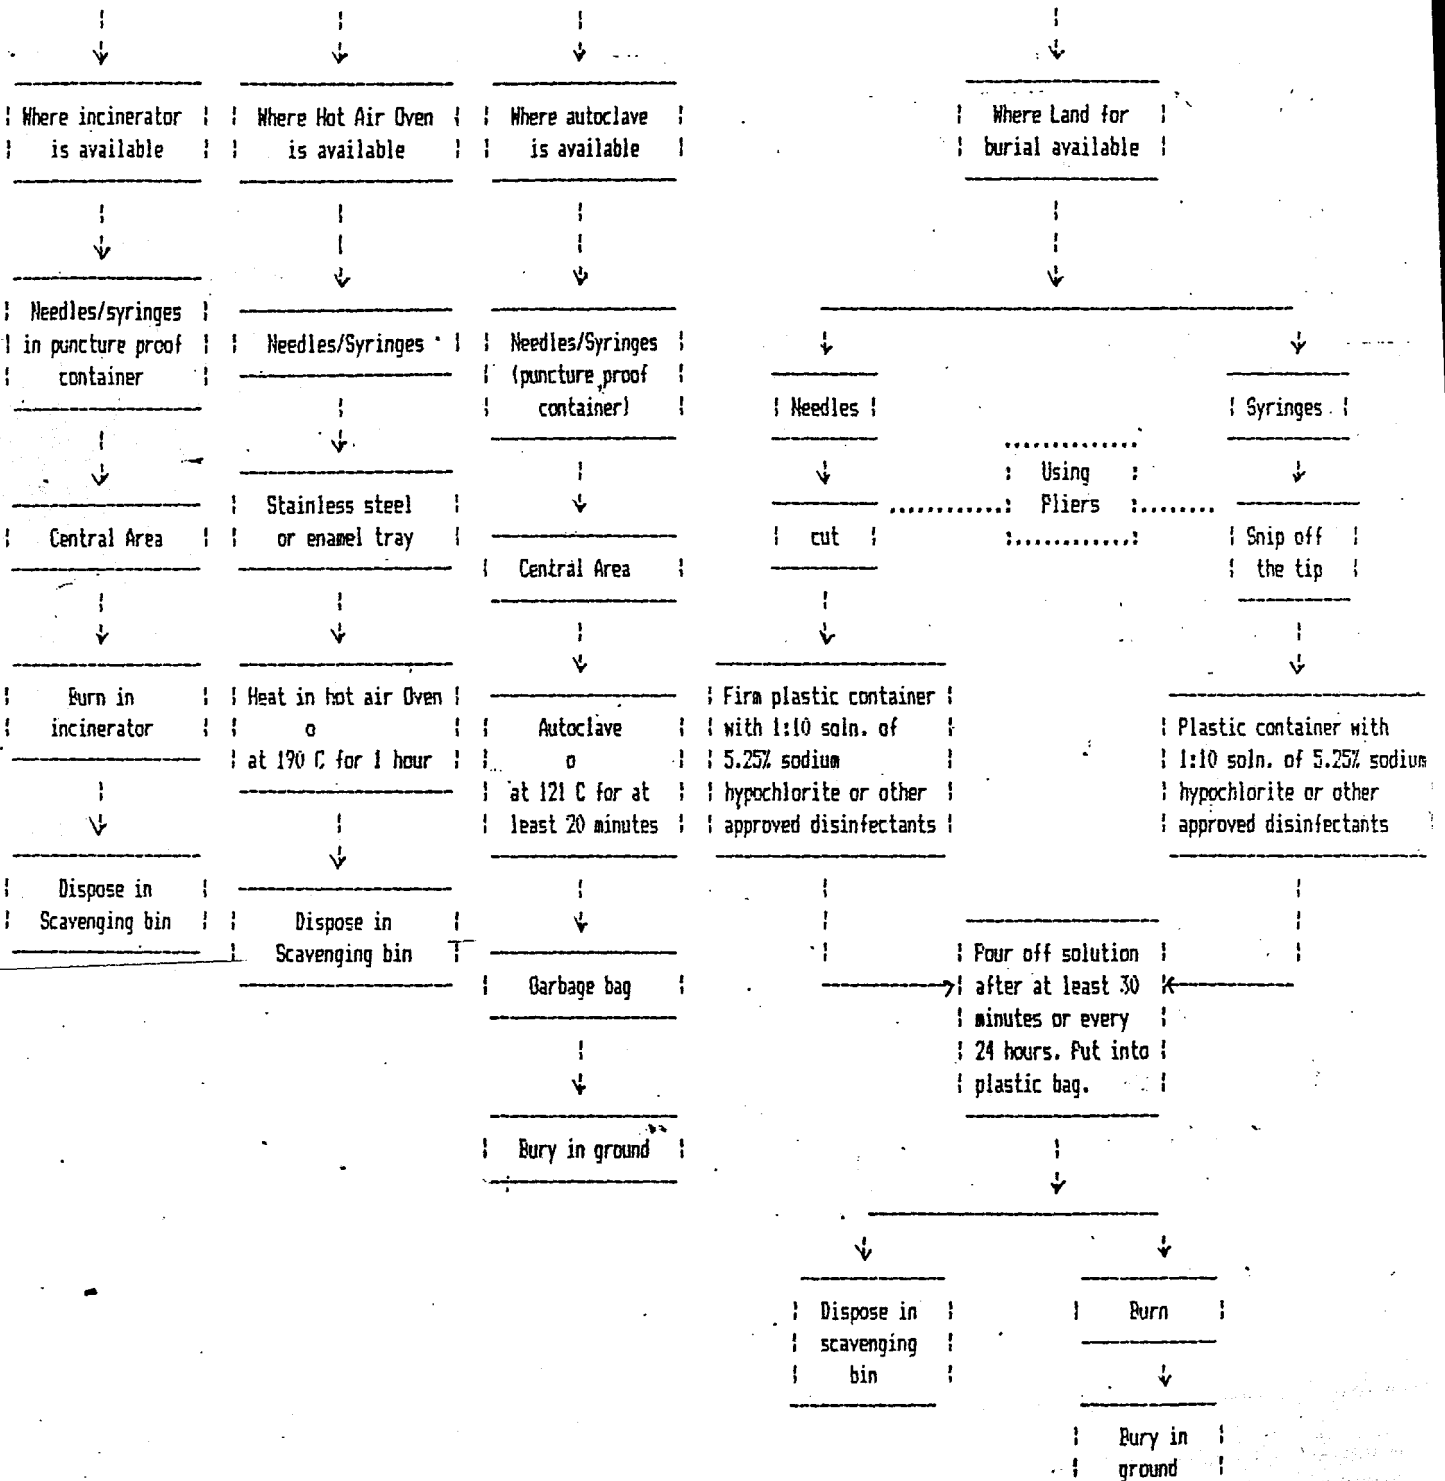 Where incinerator
is available
Needles/syringes
in puncture proof
container
Central Area
Burn in
incinerator
Dispose in
Scavenging bin
Where Hot Air Oven
is available
Needles/Syringes
Stainless steel
or enamel tray
Heat in hot air Oven
o
at 190 C for 1 hour
Dispose in
Scavenging bin
Where autoclave
is available
Needles/Syringes
(puncture proof
container)
Central Area
Autoclave
o
at 121 C for at
least 20 minutes
Garbage bag
Bury in ground
Where Land for
burial available
Needles
cut
Using
Pliers
Syringes
Snip off
the tip
Firm plastic container
with 1:10 soln. of
5.25% sodium
hypochlorite or other
approved disinfectants
Plastic container with
1:10 soln. of 5.25% sodium
hypochlorite or other
approved disinfectants
Pour off solution
after at least 30
minutes or every
24 hours. Put into
plastic bag.
Dispose in
scavenging
bin
Burn
Bury in
ground